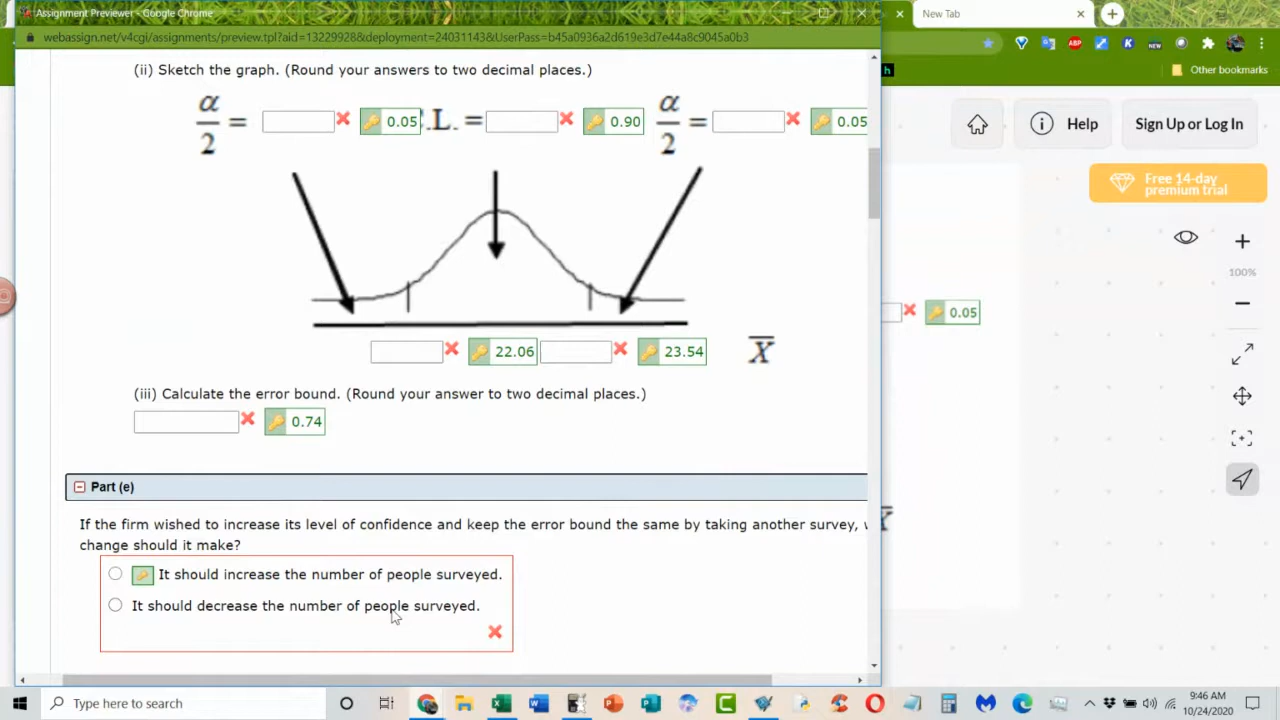 Assignment Previewer - Google Chrome
New Tab
webassign.net/v4cgi/assignments/preview.tpl?aid=13229928&deployment=24031143&UserPass=b45a0936a2d619e3d7e44a8c9045a0b3
ABP
K
NEW
Other bookmarks
h
(ii) Sketch the graph. (Round your answers to two decimal places.)
α/2 = 0.05 .L. = 0.90 α/2 = 0.05
Help
Sign Up or Log In
Free 14-day
premium trial
100%
0.05
22.06 23.54 X̅
(iii) Calculate the error bound. (Round your answer to two decimal places.)
0.74
Part (e)
If the firm wished to increase its level of confidence and keep the error bound the same by taking another survey,
change should it make?
It should increase the number of people surveyed.
It should decrease the number of people surveyed.
Type here to search
9:46 AM
10/24/2020